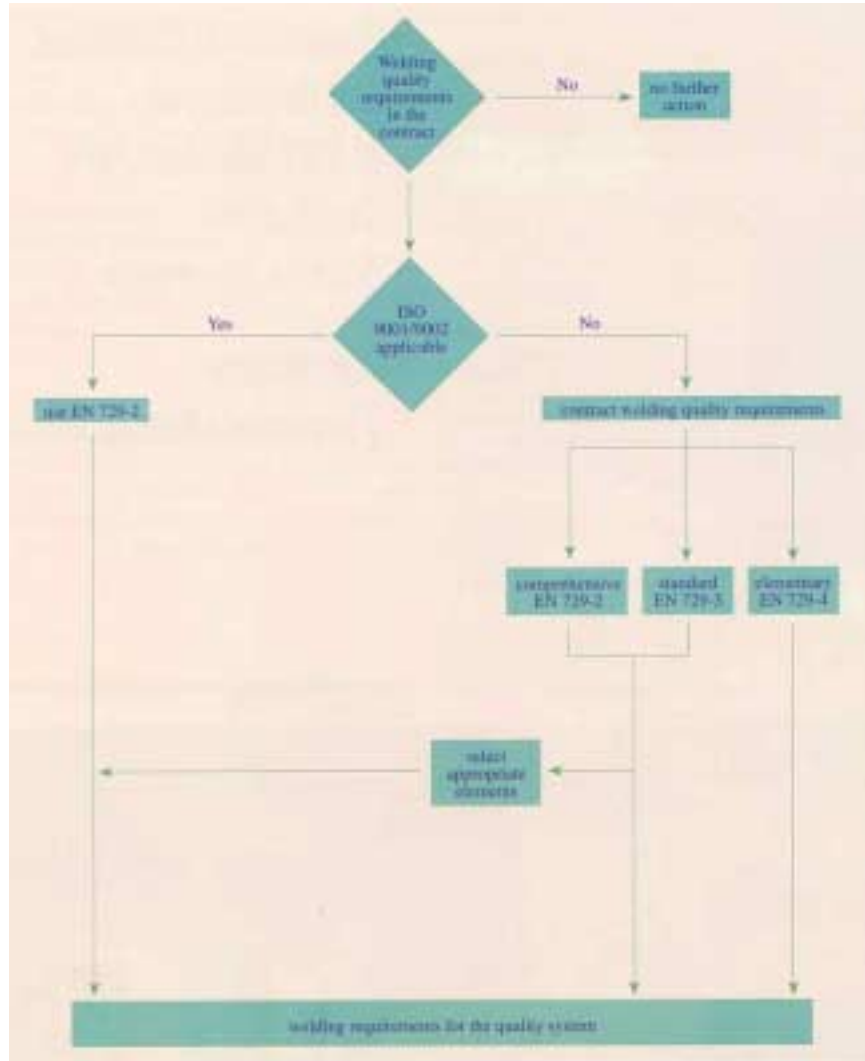 Welding
quality
requirements
in the
contract
No
no further
action
ISO
9001/9002
applicable
Yes
No
use EN 729-2
contract welding quality requirements
comprehensive
EN 729-2
standard
EN 729-3
elementary
EN 729-4
select
appropriate
elements
welding requirements for the quality system